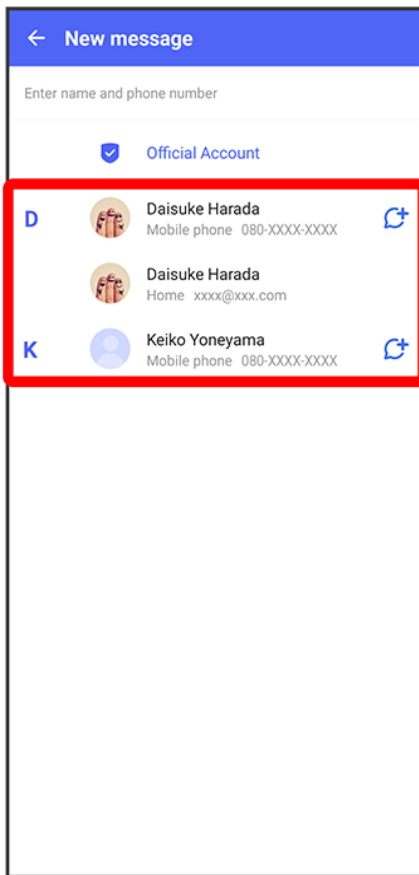 New message
Enter name and phone number
Official Account
D
Daisuke Harada
Mobile phone 080-XXXX-XXXX
Daisuke Harada
Home xxxx@xxx.com
K
Keiko Yoneyama
Mobile phone 080-XXXX-XXXX